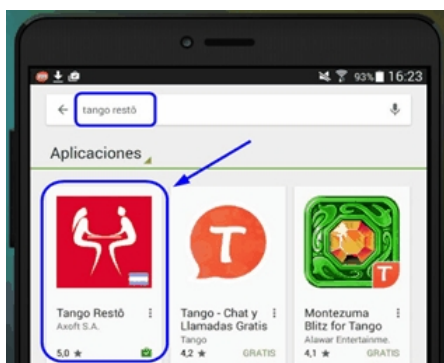 93% 16:23
tango restô
Aplicaciones
Tango Restô
Axoft S.A.
5,0 ★
Tango - Chat y
Llamadas Gratis
Tango
4,2 ★ GRATIS
Montezuma
Blitz for Tango
Alawar Entertainme.
4,1 ★ GRATIS
T
T